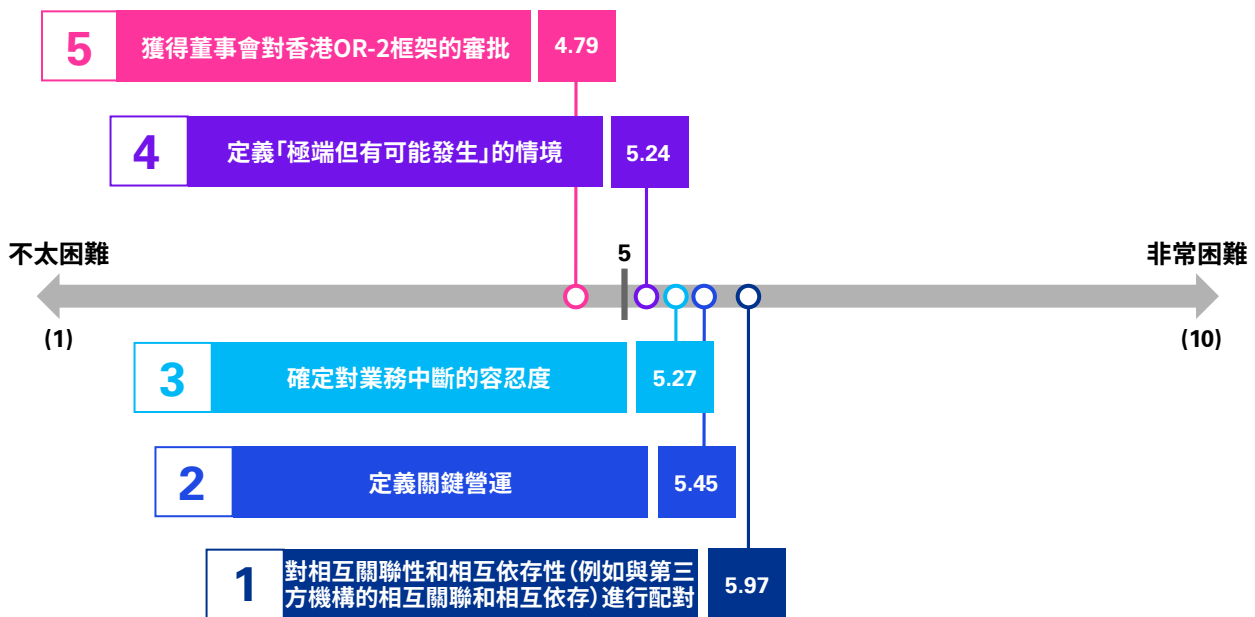 5
獲得董事會對香港OR-2框架的審批
4.79
4
定義「極端但有可能發生」的情境
5.24
不太困難
5
非常困難
(1)
(10)
3
確定對業務中斷的容忍度
5.27
2
定義關鍵營運
5.45
1
對相互關聯性和相互依存性(例如與第三
方機構的相互關聯和相互依存)進行配對
5.97